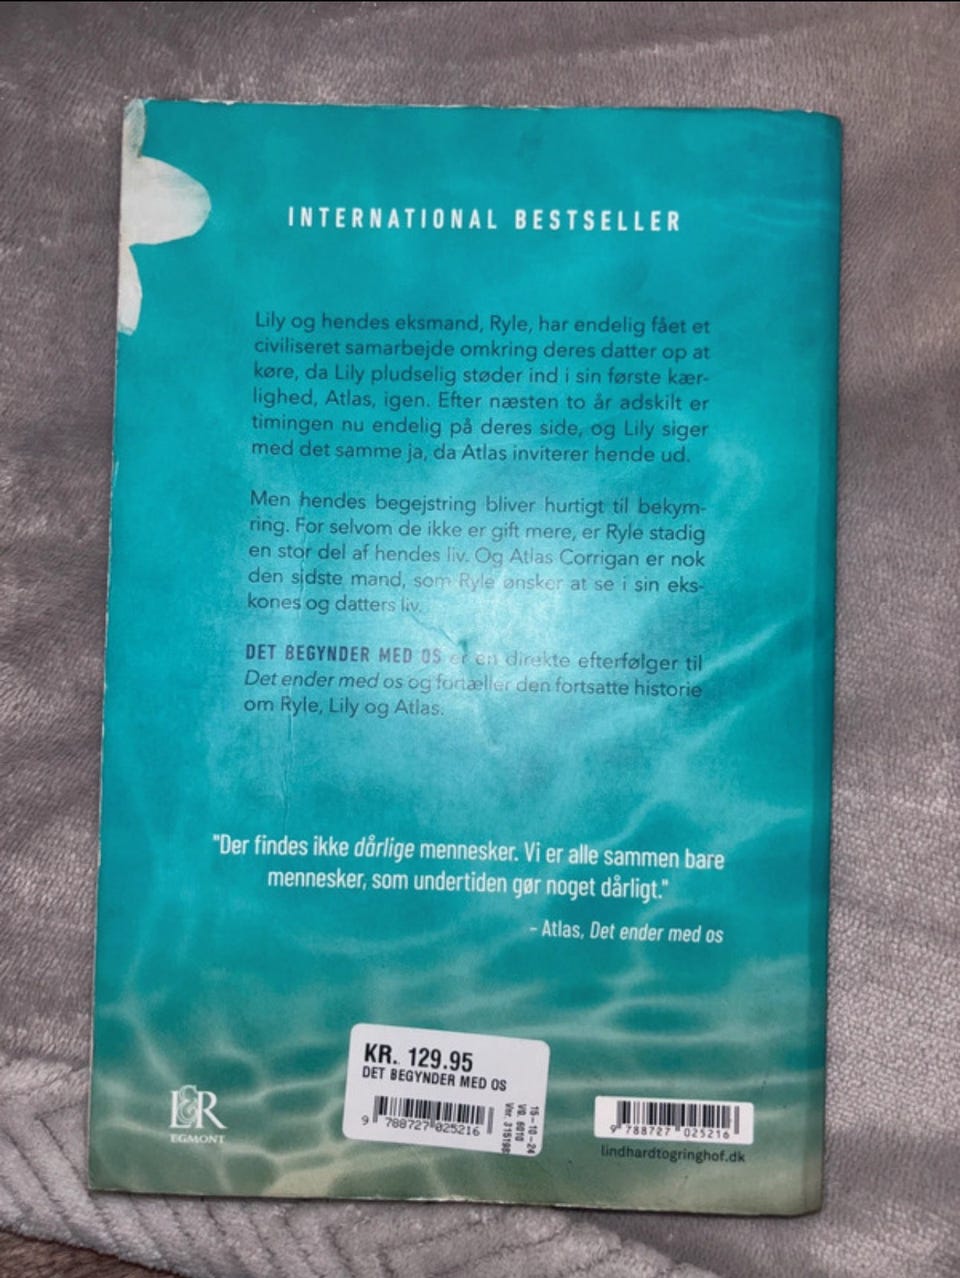 INTERNATIONAL BESTSELLER
Lily og hendes eksmand, Ryle, har endelig fået et
civiliseret samarbejde omkring deres datter op at
køre, da Lily pludselig støder ind i sin første kær-
lighed, Atlas, igen. Efter næsten to år adskilt er
timingen nu endelig på deres side, og Lily siger
med det samme ja, da Atlas inviterer hende ud.
Men hendes begejstring bliver hurtigt til bekym-
ring. For selvom de ikke er gift mere, er Ryle stadig
en stor del af hendes liv. Og Atlas Corrigan er nok
den sidste mand, som Ryle ønsker at se i sin eks-
kones og datters liv.
DET BEGYNDER MED OS er en direkte efterfølger til
Det ender med os og fortæller den fortsatte historie
om Ryle, Lily og Atlas.
"Der findes ikke dårlige mennesker. Vi er alle sammen bare
mennesker, som undertiden gør noget dårligt."
– Atlas, Det ender med os
KR. 129.95
DET BEGYNDER MED OS
9 788727 025216
15-10-24
VG. 6010
Vnr. 315198
L&R
EGMONT
9 788727 025216
lindhardtogringhof.dk